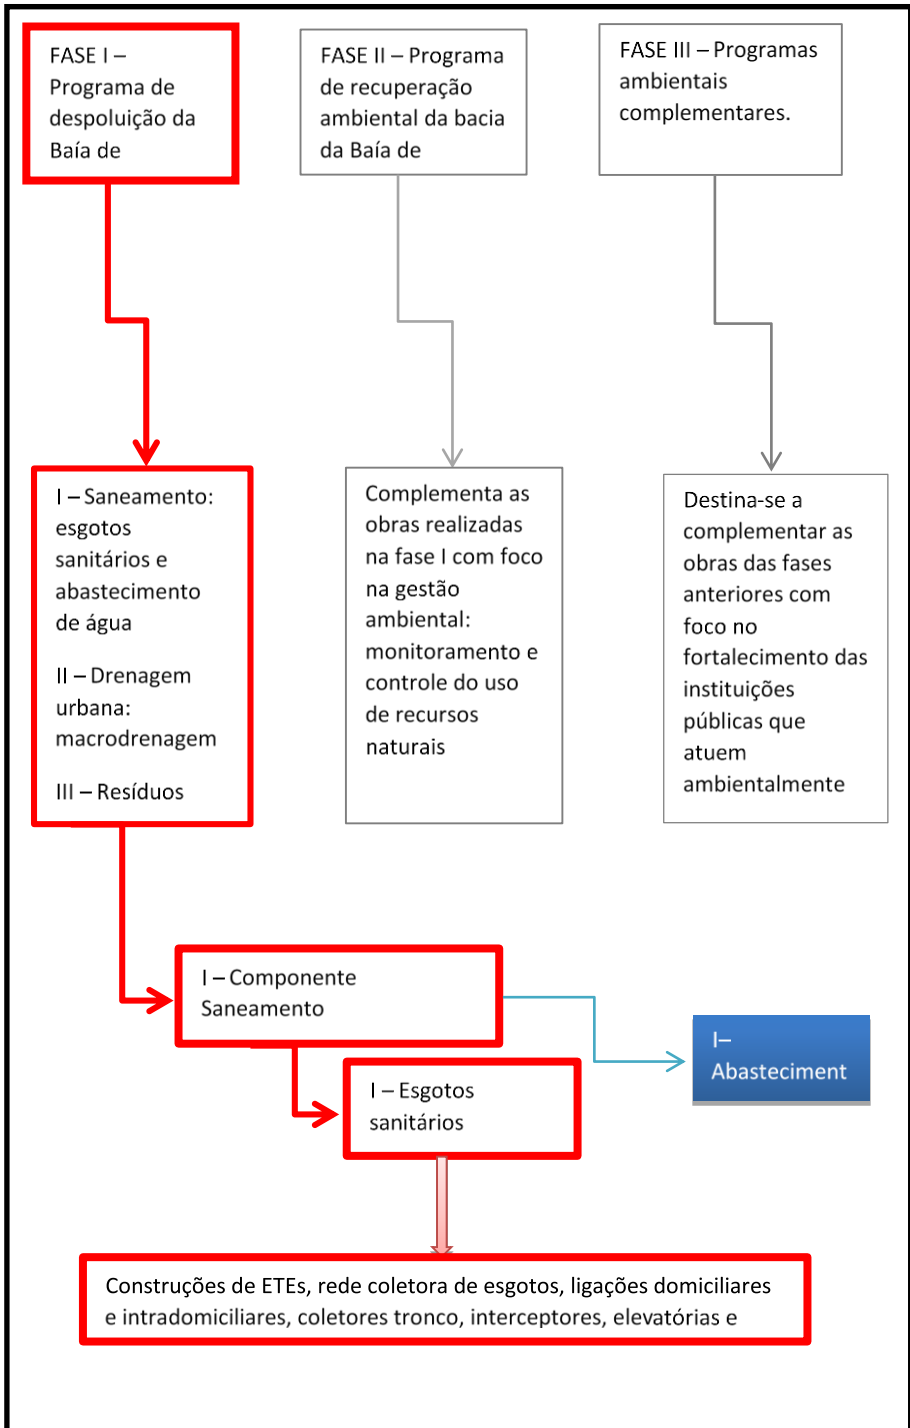 FASE I –
Programa de
despoluição da
Baía de
FASE II – Programa
de recuperação
ambiental da bacia
da Baía de
FASE III – Programas
ambientais
complementares.
I – Saneamento:
esgotos
sanitários e
abastecimento
de água
II – Drenagem
urbana:
macrodrenagem
III – Resíduos
Complementa as
obras realizadas
na fase I com foco
na gestão
ambiental:
monitoramento e
controle do uso
de recursos
naturais
Destina-se a
complementar as
obras das fases
anteriores com
foco no
fortalecimento das
instituições
públicas que
atuem
ambientalmente
I – Componente
Saneamento
I–
Abasteciment
I – Esgotos
sanitários
Construções de ETEs, rede coletora de esgotos, ligações domiciliares
e intradomiciliares, coletores tronco, interceptores, elevatórias e